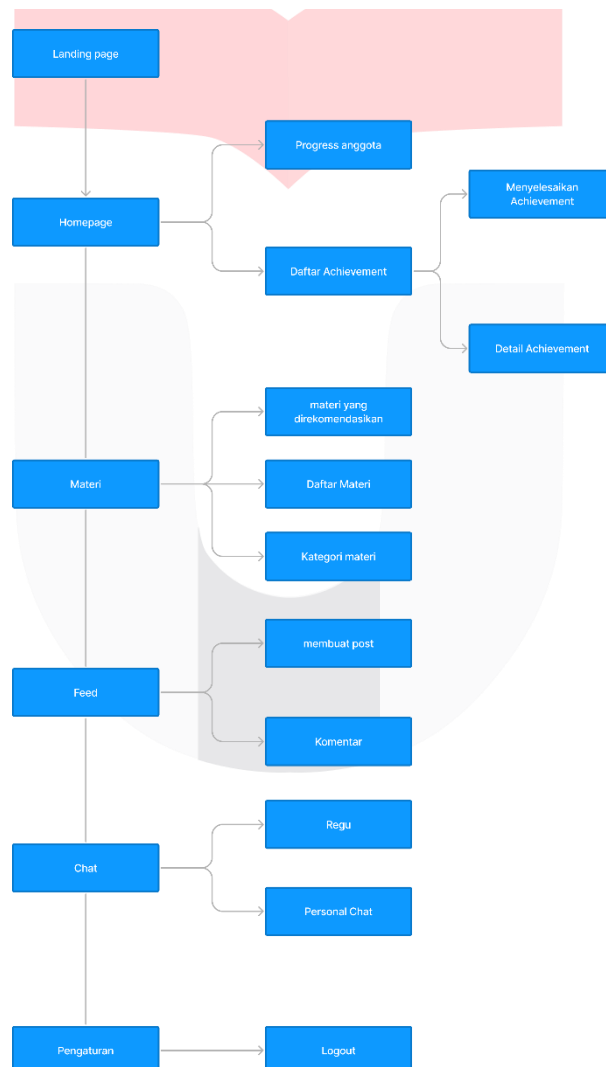 Landing page
Progress anggota
Menyelesaikan
Achievement
Homepage
Daftar Achievement
Detail Achievement
materi yang
direkomendasikan
Materi
Daftar Materi
Kategori materi
membuat post
Feed
Komentar
Regu
Chat
Personal Chat
Pengaturan
Logout